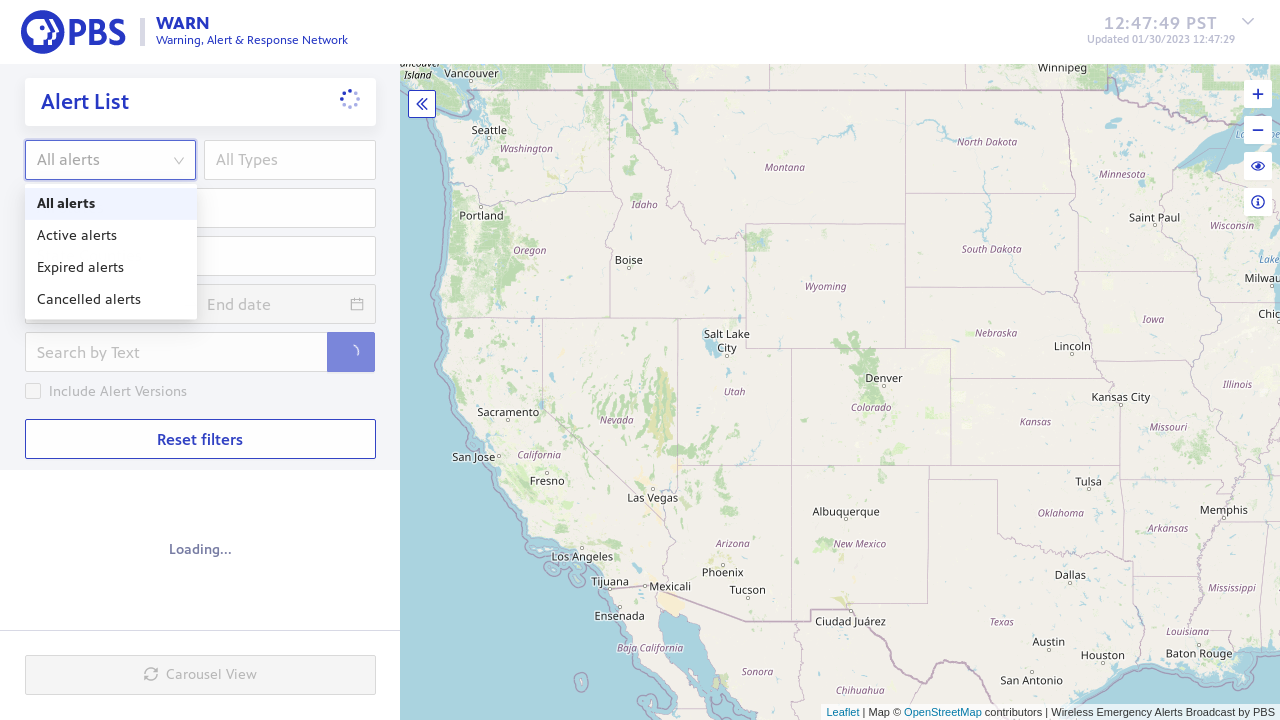 PBS
WARN
Warning, Alert & Response Network
12:47:49 PST
Updated 01/30/2023 12:47:29
Alert List
All alerts
All Types
All alerts
Active alerts
Expired alerts
Cancelled alerts
End date
Search by Text
Include Alert Versions
Reset filters
Loading...
Carousel View
Vancouver
Island
Vancouver
Winnipeg
Seattle
Washington
North Dakota
Montana
Minnesota
Idaho
Portland
Saint Paul
Wisconsin
Oregon
Boise
South Dakota
Wyoming
Milwau
Salt Lake
City
Nebraska
Iowa
Chic
Lincoln
Denver
Utah
Illinois
Kansas City
Sacramento
Nevada
Colorado
Kansas
Missouri
San Jose
California
Fresno
Las Vegas
Tulsa
Albuquerque
Oklahoma
Memphis
Arkansas
Los Angeles
Arizona
New Mexico
Phoenix
Dallas
Tijuana
Mexicali
Tucson
Mississippi
Ensenada
Ciudad Juárez
Texas
Louisiana
Baja California
Austin
Houston
Baton Rouge
Sonora
San Antonio
Chihuahua
Leaflet | Map © OpenStreetMap contributors | Wireless Emergency Alerts Broadcast by PBS